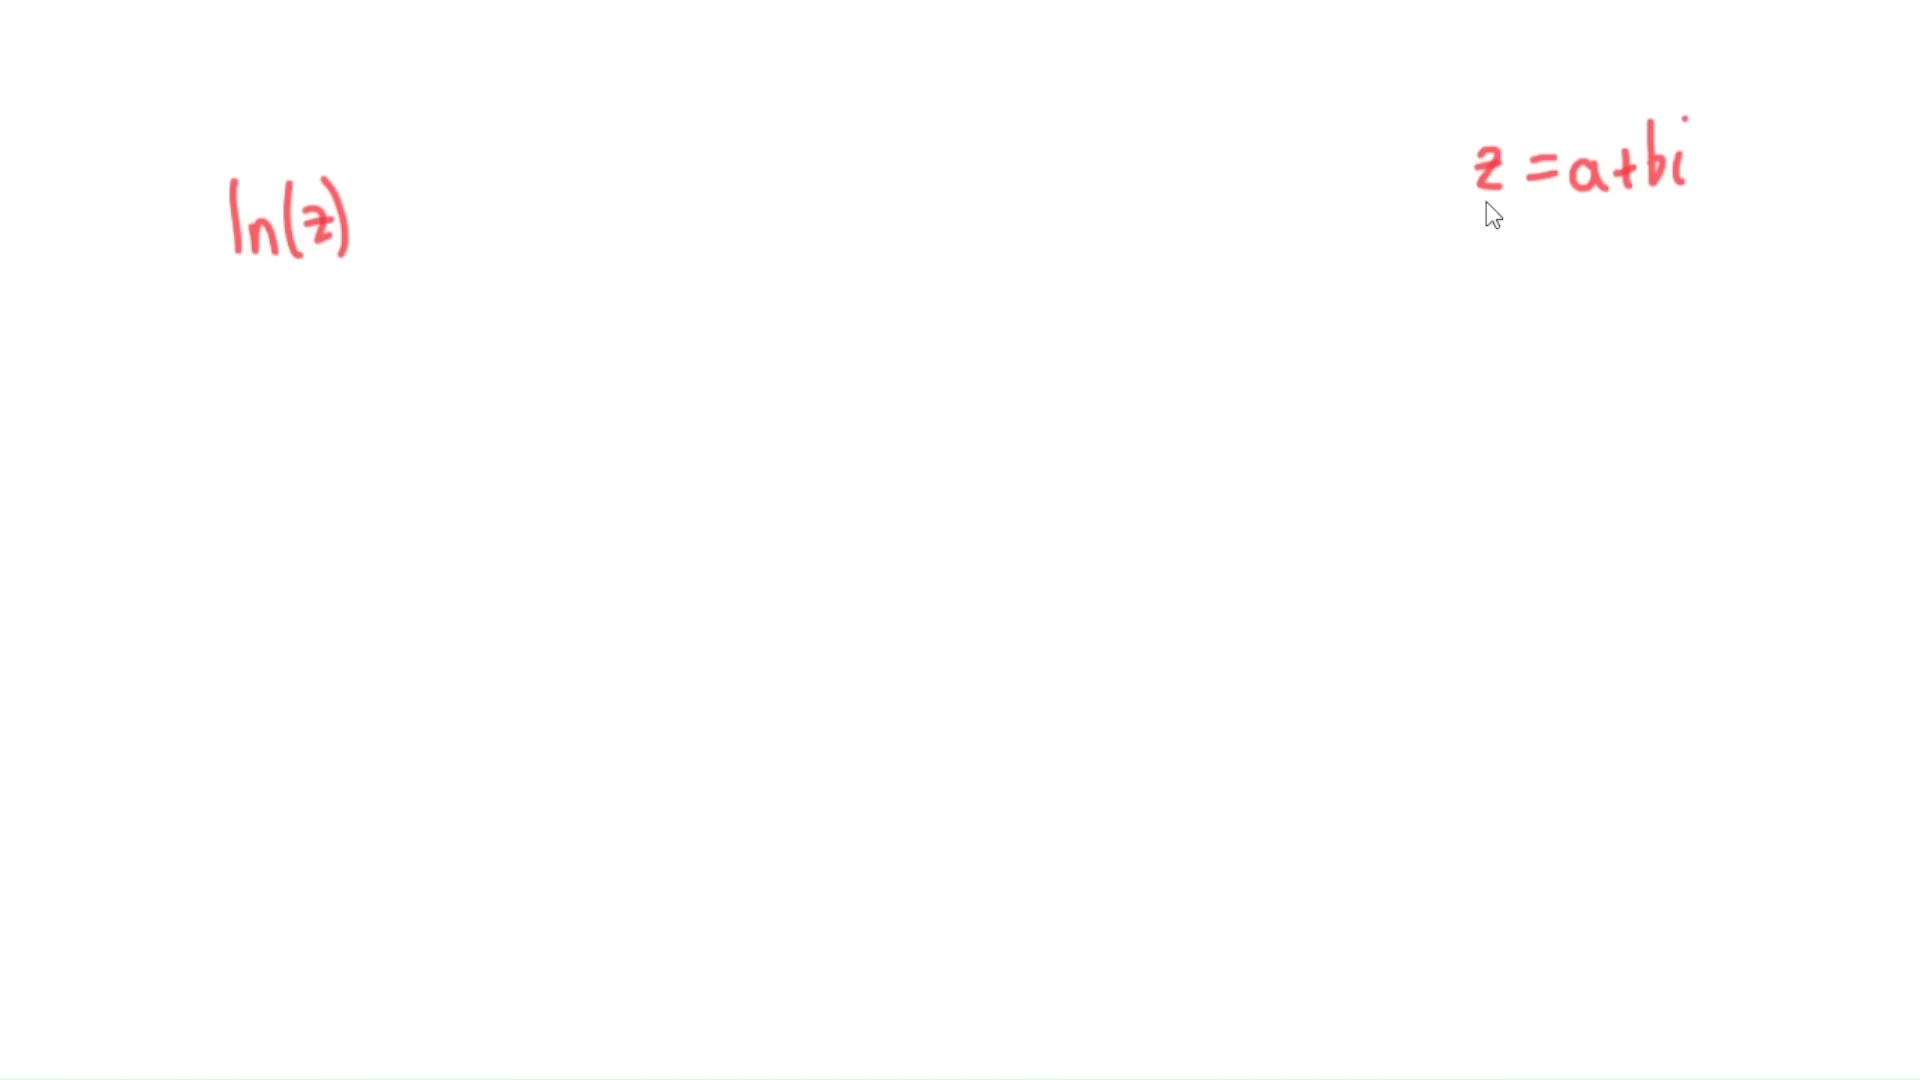 z = a+bi
ln(z)